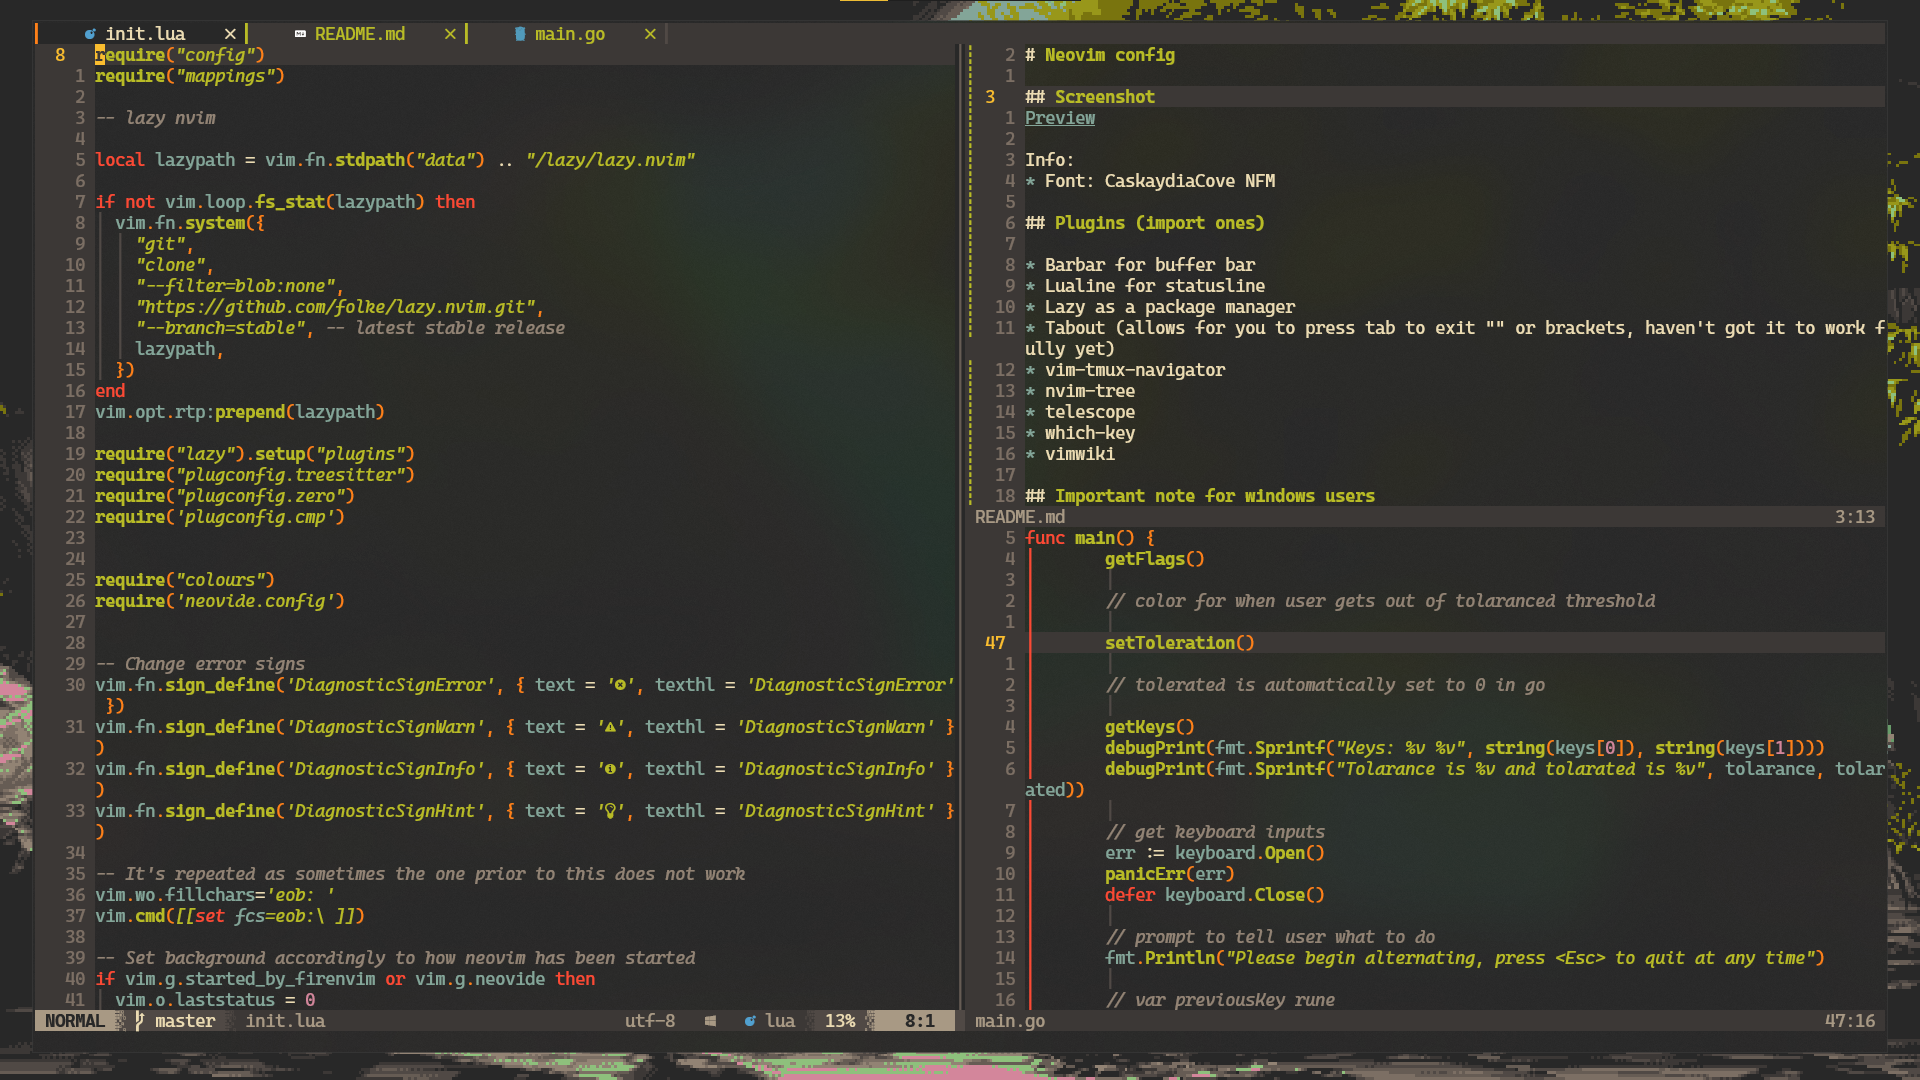 init.lua × README.md × main.go ×
8 require("config")
1 require("mappings")
2
3 -- lazy nvim
4
5 local lazypath = vim.fn.stdpath("data") .. "/lazy/lazy.nvim"
6
7 if not vim.loop.fs_stat(lazypath) then
8 vim.fn.system({
9 "git",
10 "clone",
11 "--filter=blob:none",
12 "https://github.com/folke/lazy.nvim.git",
13 "--branch=stable", -- latest stable release
14 lazypath,
15 })
16 end
17 vim.opt.rtp:prepend(lazypath)
18
19 require("lazy").setup("plugins")
20 require("plugconfig.treesitter")
21 require("plugconfig.zero")
22 require('plugconfig.cmp')
23
24
25 require("colours")
26 require('neovide.config')
27
28
29 -- Change error signs
30 vim.fn.sign_define('DiagnosticSignError', { text = '', texthl = 'DiagnosticSignError'
})
31 vim.fn.sign_define('DiagnosticSignWarn', { text = '', texthl = 'DiagnosticSignWarn' }
)
32 vim.fn.sign_define('DiagnosticSignInfo', { text = '', texthl = 'DiagnosticSignInfo' }
)
33 vim.fn.sign_define('DiagnosticSignHint', { text = '', texthl = 'DiagnosticSignHint' }
)
34
35 -- It's repeated as sometimes the one prior to this does not work
36 vim.wo.fillchars='eob: '
37 vim.cmd([[set fcs=eob:\ ]])
38
39 -- Set background accordingly to how neovim has been started
40 if vim.g.started_by_firenvim or vim.g.neovide then
41 vim.o.laststatus = 0
NORMAL master init.lua utf-8 lua 13% 8:1
2 # Neovim config
1
3 ## Screenshot
1 Preview
2
3 Info:
4 * Font: CaskaydiaCove NFM
5
6 ## Plugins (import ones)
7
8 * Barbar for buffer bar
9 * Lualine for statusline
10 * Lazy as a package manager
11 * Tabout (allows for you to press tab to exit "" or brackets, haven't got it to work f
ully yet)
12 * vim-tmux-navigator
13 * nvim-tree
14 * telescope
15 * which-key
16 * vimwiki
17
18 ## Important note for windows users
README.md 3:13
5 func main() {
4 getFlags()
3
2 // color for when user gets out of tolaranced threshold
1
47 setToleration()
1
2 // tolerated is automatically set to 0 in go
3
4 getKeys()
5 debugPrint(fmt.Sprintf("Keys: %v %v", string(keys[0]), string(keys[1])))
6 debugPrint(fmt.Sprintf("Tolarance is %v and tolarated is %v", tolarance, tolar
ated))
7
8 // get keyboard inputs
9 err := keyboard.Open()
10 panicErr(err)
11 defer keyboard.Close()
12
13 // prompt to tell user what to do
14 fmt.Println("Please begin alternating, press <Esc> to quit at any time")
15
16 // var previousKey rune
main.go 47:16